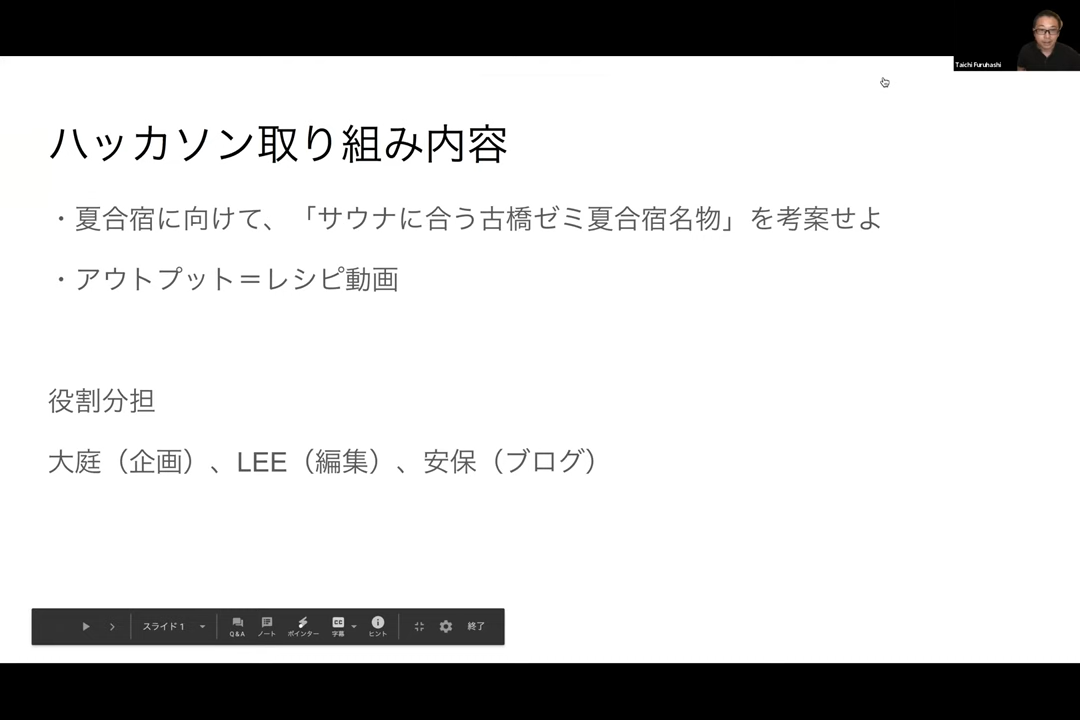 Taichi Furuhashi
ハッカソン取り組み内容
・夏合宿に向けて、「サウナに合う古橋ゼミ夏合宿名物」を考案せよ
・アウトプット＝レシピ動画
役割分担
大庭（企画）、LEE（編集）、安保（ブログ）
スライド 1
Q&A
ノート
ポインター
CC
字幕
ヒント
終了